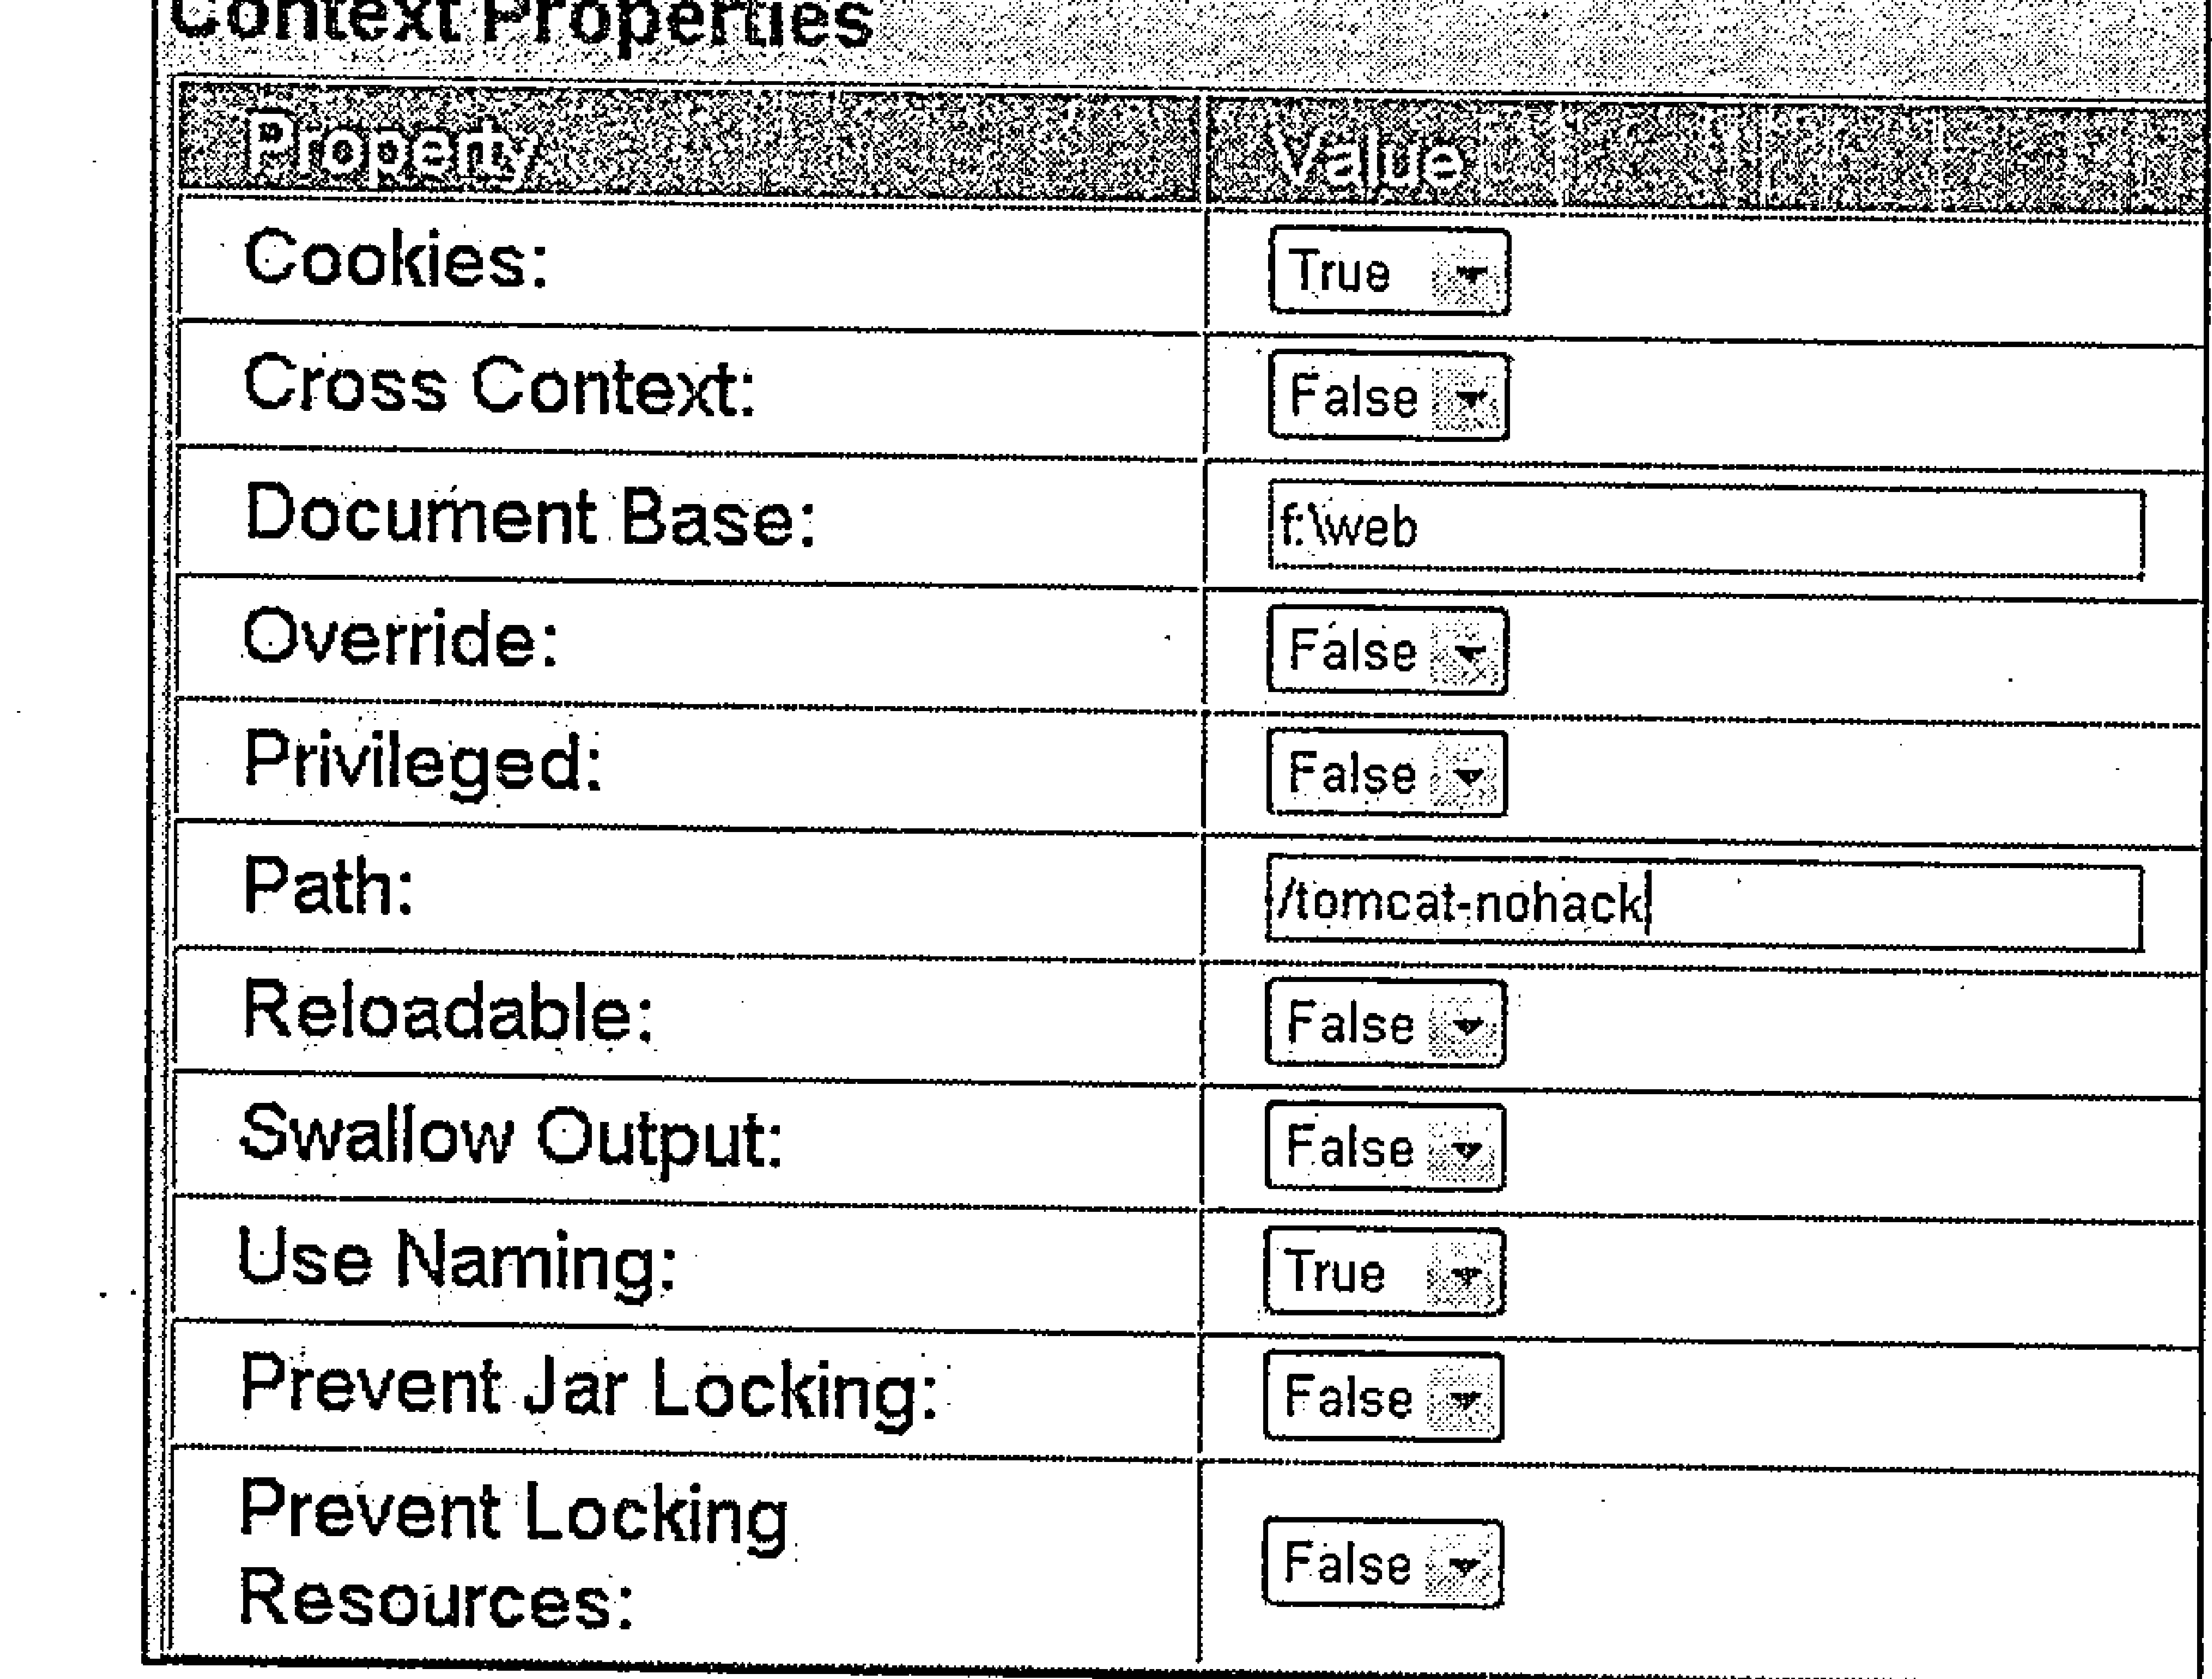 Context Properties
Property Value
Cookies: True
Cross Context: False
Document Base: f:\web
Override: False
Privileged: False
Path: /tomcat-nohack
Reloadable: False
Swallow Output: False
Use Naming: True
Prevent Jar Locking: False
Prevent Locking
Resources: False